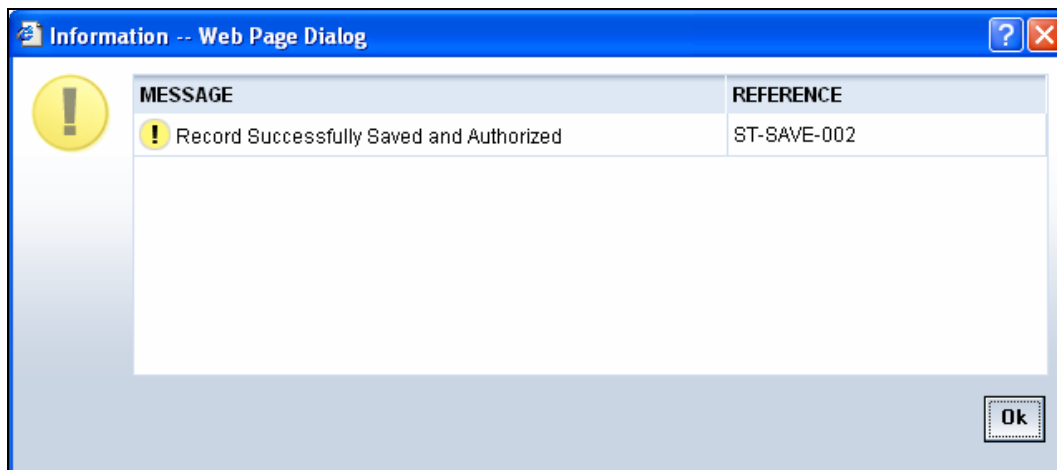 Information -- Web Page Dialog
MESSAGE REFERENCE
Record Successfully Saved and Authorized ST-SAVE-002
Ok